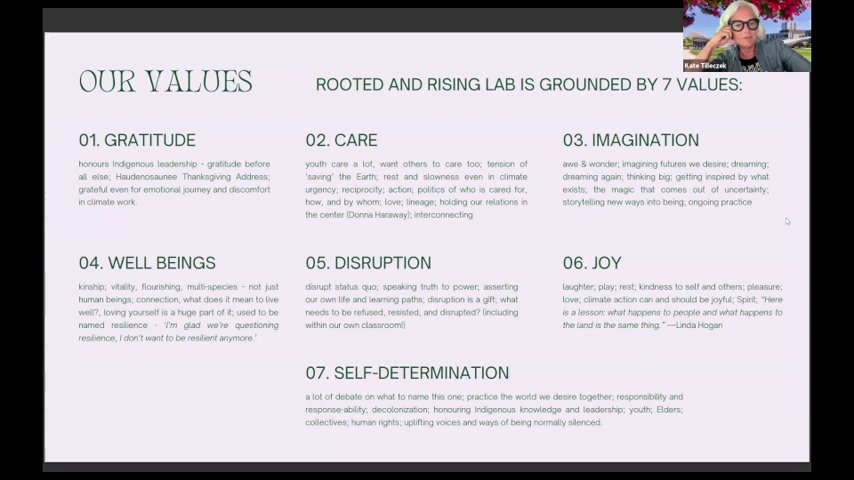 OUR VALUES
ROOTED AND RISING LAB IS GROUNDED BY 7 VALUES:
Kate Tilleczek
01. GRATITUDE
honours Indigenous leadership - gratitude before
all else; Haudenosaunee Thanksgiving Address;
grateful even for emotional journey and discomfort
in climate work.
02. CARE
youth care a lot, want others to care too; tension of
'saving' the Earth; rest and slowness even in climate
urgency; reciprocity; action; politics of who is cared for,
how, and by whom; love; lineage; holding our relations in
the center (Donna Haraway); interconnecting
03. IMAGINATION
awe & wonder; imagining futures we desire; dreaming;
dreaming again; thinking big; getting inspired by what
exists; the magic that comes out of uncertainty;
storytelling new ways into being; ongoing practice
04. WELL BEINGS
kinship; vitality, flourishing, multi-species - not just
human beings; connection, what does it mean to live
well?, loving yourself is a huge part of it; used to be
named resilience - 'I'm glad we're questioning
resilience, I don't want to be resilient anymore.'
05. DISRUPTION
disrupt status quo; speaking truth to power; asserting
our own life and learning paths; disruption is a gift; what
needs to be refused, resisted, and disrupted? (including
within our own classroom!)
06. JOY
laughter; play; rest; kindness to self and others; pleasure;
love; climate action can and should be joyful; Spirit; "Here
is a lesson: what happens to people and what happens to
the land is the same thing." —Linda Hogan
07. SELF-DETERMINATION
a lot of debate on what to name this one; practice the world we desire together; responsibility and
response-ability; decolonization; honouring Indigenous knowledge and leadership; youth; Elders;
collectives; human rights; uplifting voices and ways of being normally silenced.